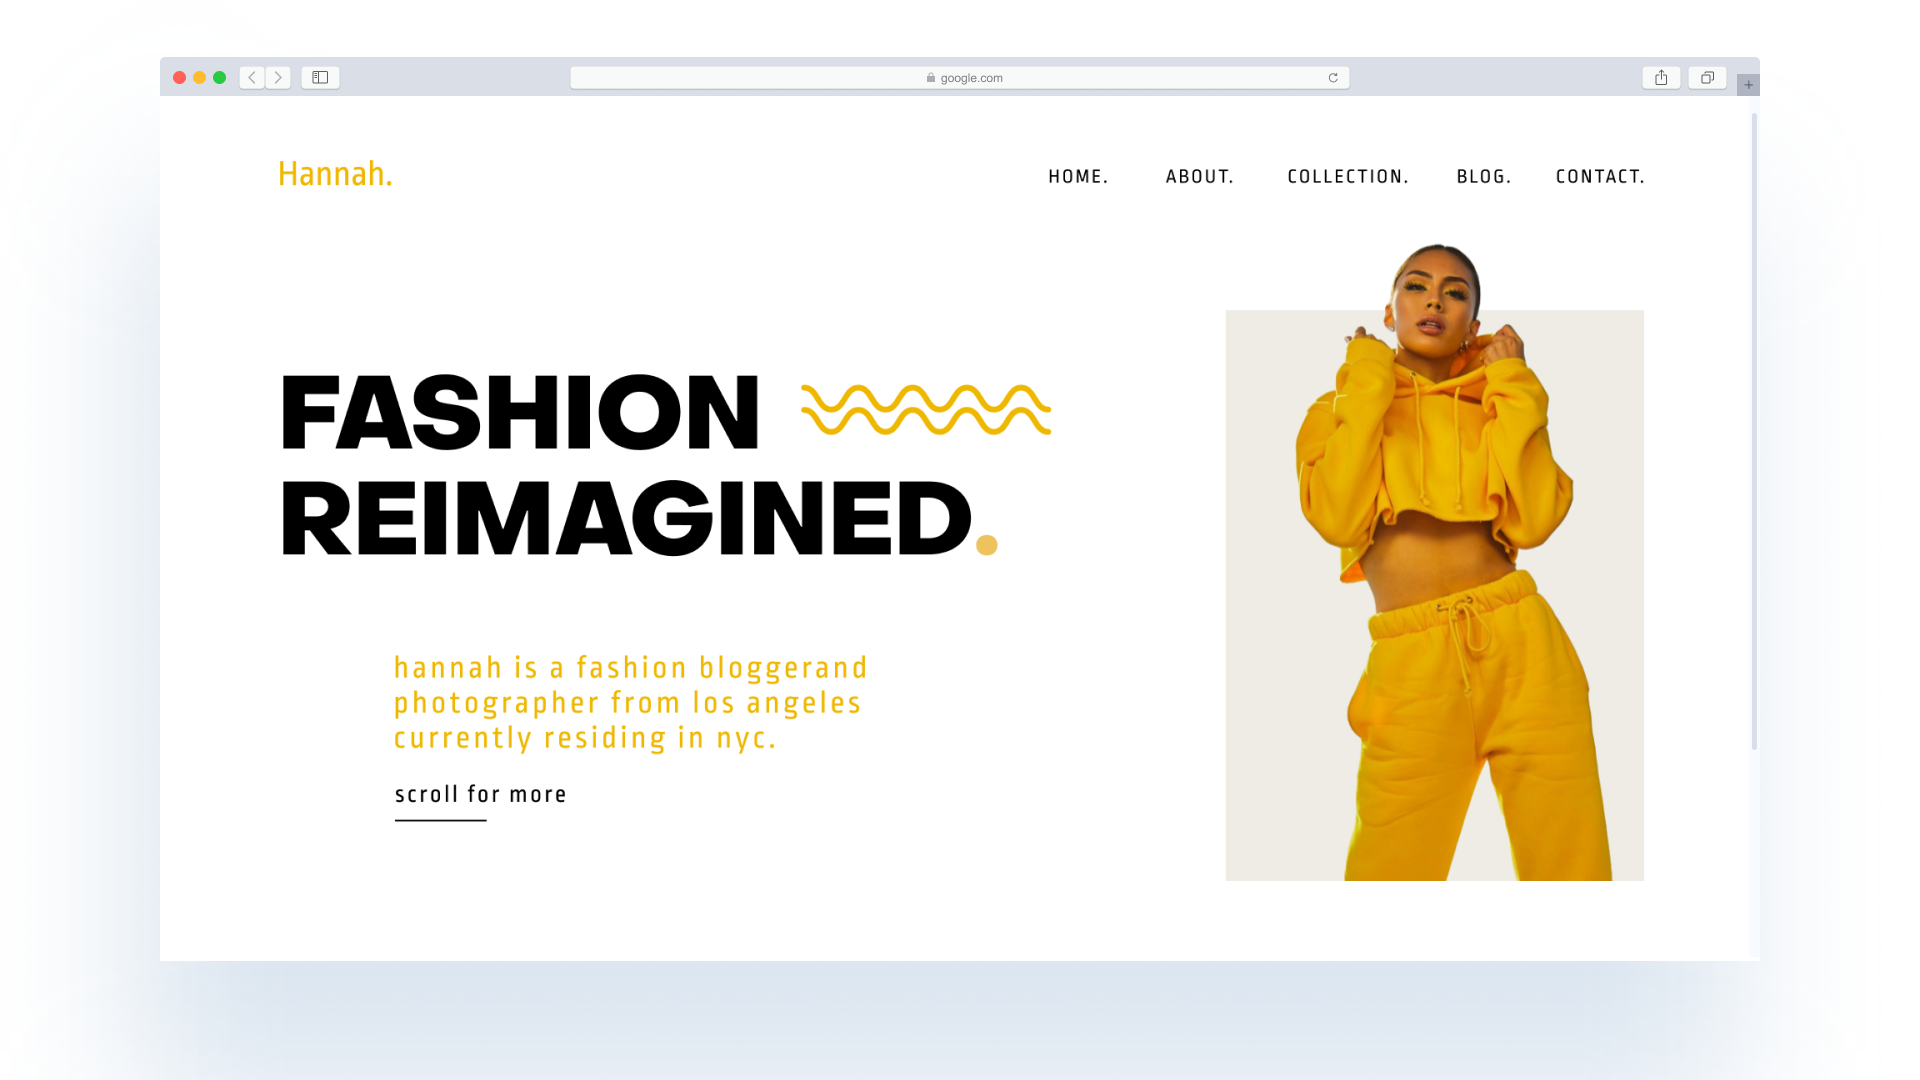 google.com
Hannah.
HOME. ABOUT. COLLECTION. BLOG. CONTACT.
FASHION
REIMAGINED.
hannah is a fashion bloggerand
photographer from los angeles
currently residing in nyc.
scroll for more